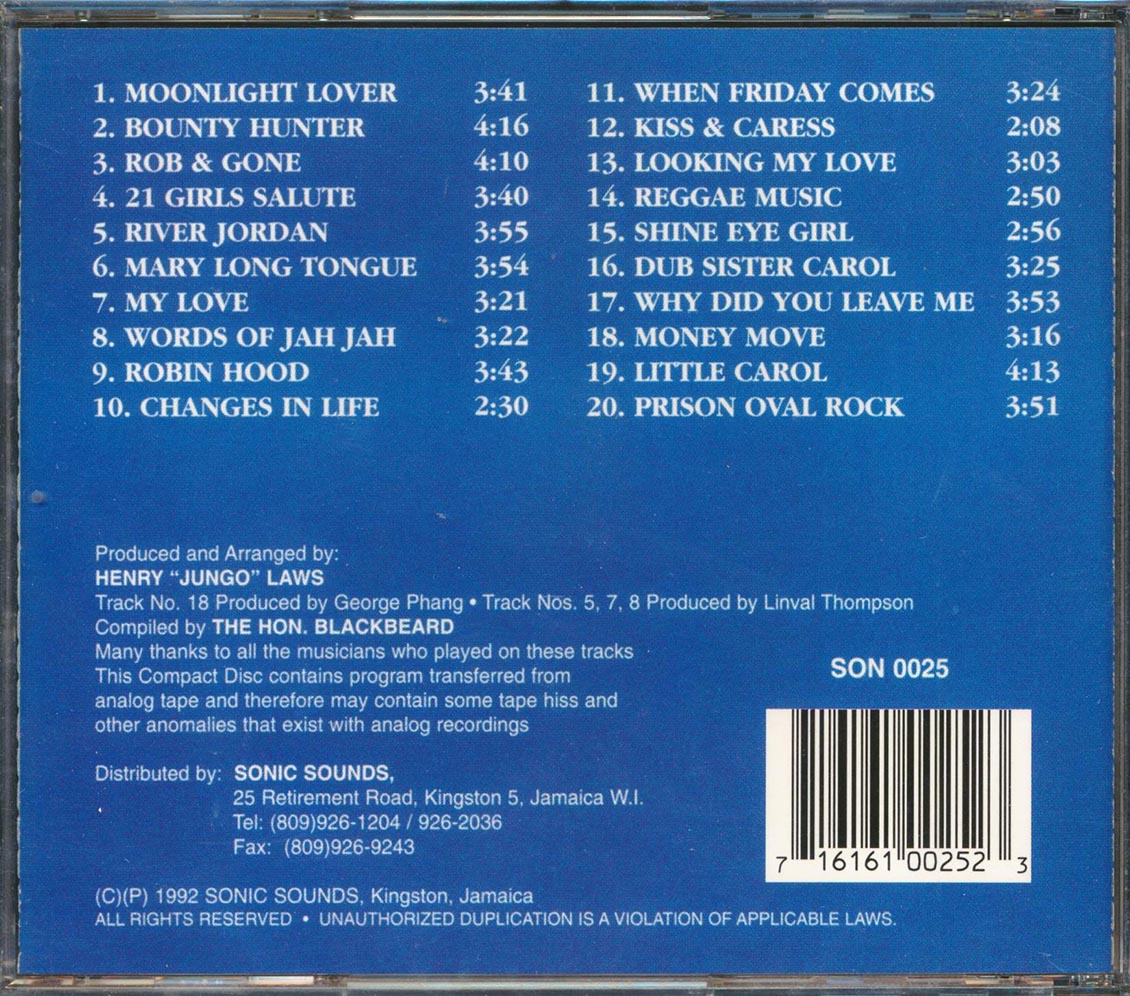 1. MOONLIGHT LOVER 3:41
2. BOUNTY HUNTER 4:16
3. ROB & GONE 4:10
4. 21 GIRLS SALUTE 3:40
5. RIVER JORDAN 3:55
6. MARY LONG TONGUE 3:54
7. MY LOVE 3:21
8. WORDS OF JAH JAH 3:22
9. ROBIN HOOD 3:43
10. CHANGES IN LIFE 2:30
11. WHEN FRIDAY COMES 3:24
12. KISS & CARESS 2:08
13. LOOKING MY LOVE 3:03
14. REGGAE MUSIC 2:50
15. SHINE EYE GIRL 2:56
16. DUB SISTER CAROL 3:25
17. WHY DID YOU LEAVE ME 3:53
18. MONEY MOVE 3:16
19. LITTLE CAROL 4:13
20. PRISON OVAL ROCK 3:51
Produced and Arranged by:
HENRY “JUNGO” LAWS
Track No. 18 Produced by George Phang • Track Nos. 5, 7, 8 Produced by Linval Thompson
Compiled by THE HON. BLACKBEARD
Many thanks to all the musicians who played on these tracks
This Compact Disc contains program transferred from
analog tape and therefore may contain some tape hiss and
other anomalies that exist with analog recordings
SON 0025
Distributed by: SONIC SOUNDS,
25 Retirement Road, Kingston 5, Jamaica W.I.
Tel: (809)926-1204 / 926-2036
Fax: (809)926-9243
7 16161 00252 3
(C)(P) 1992 SONIC SOUNDS, Kingston, Jamaica
ALL RIGHTS RESERVED • UNAUTHORIZED DUPLICATION IS A VIOLATION OF APPLICABLE LAWS.